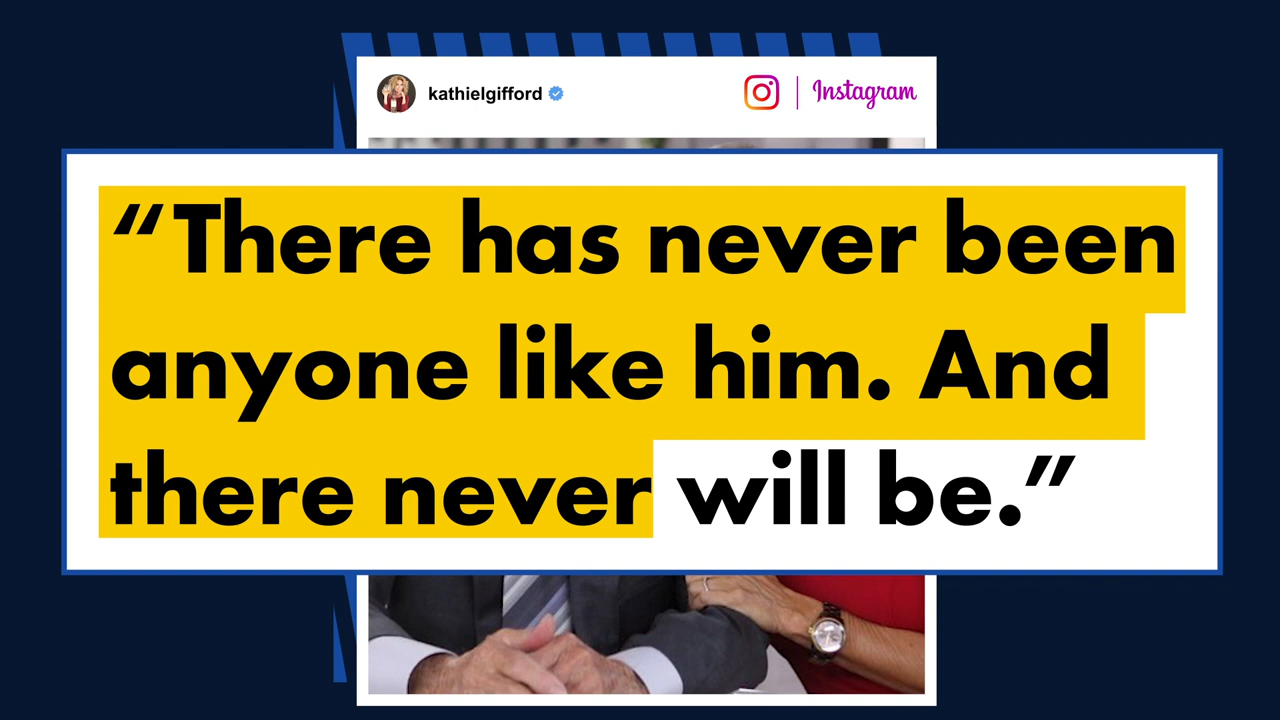 kathielgifford
Instagram
“There has never been
anyone like him. And
there never will be.”